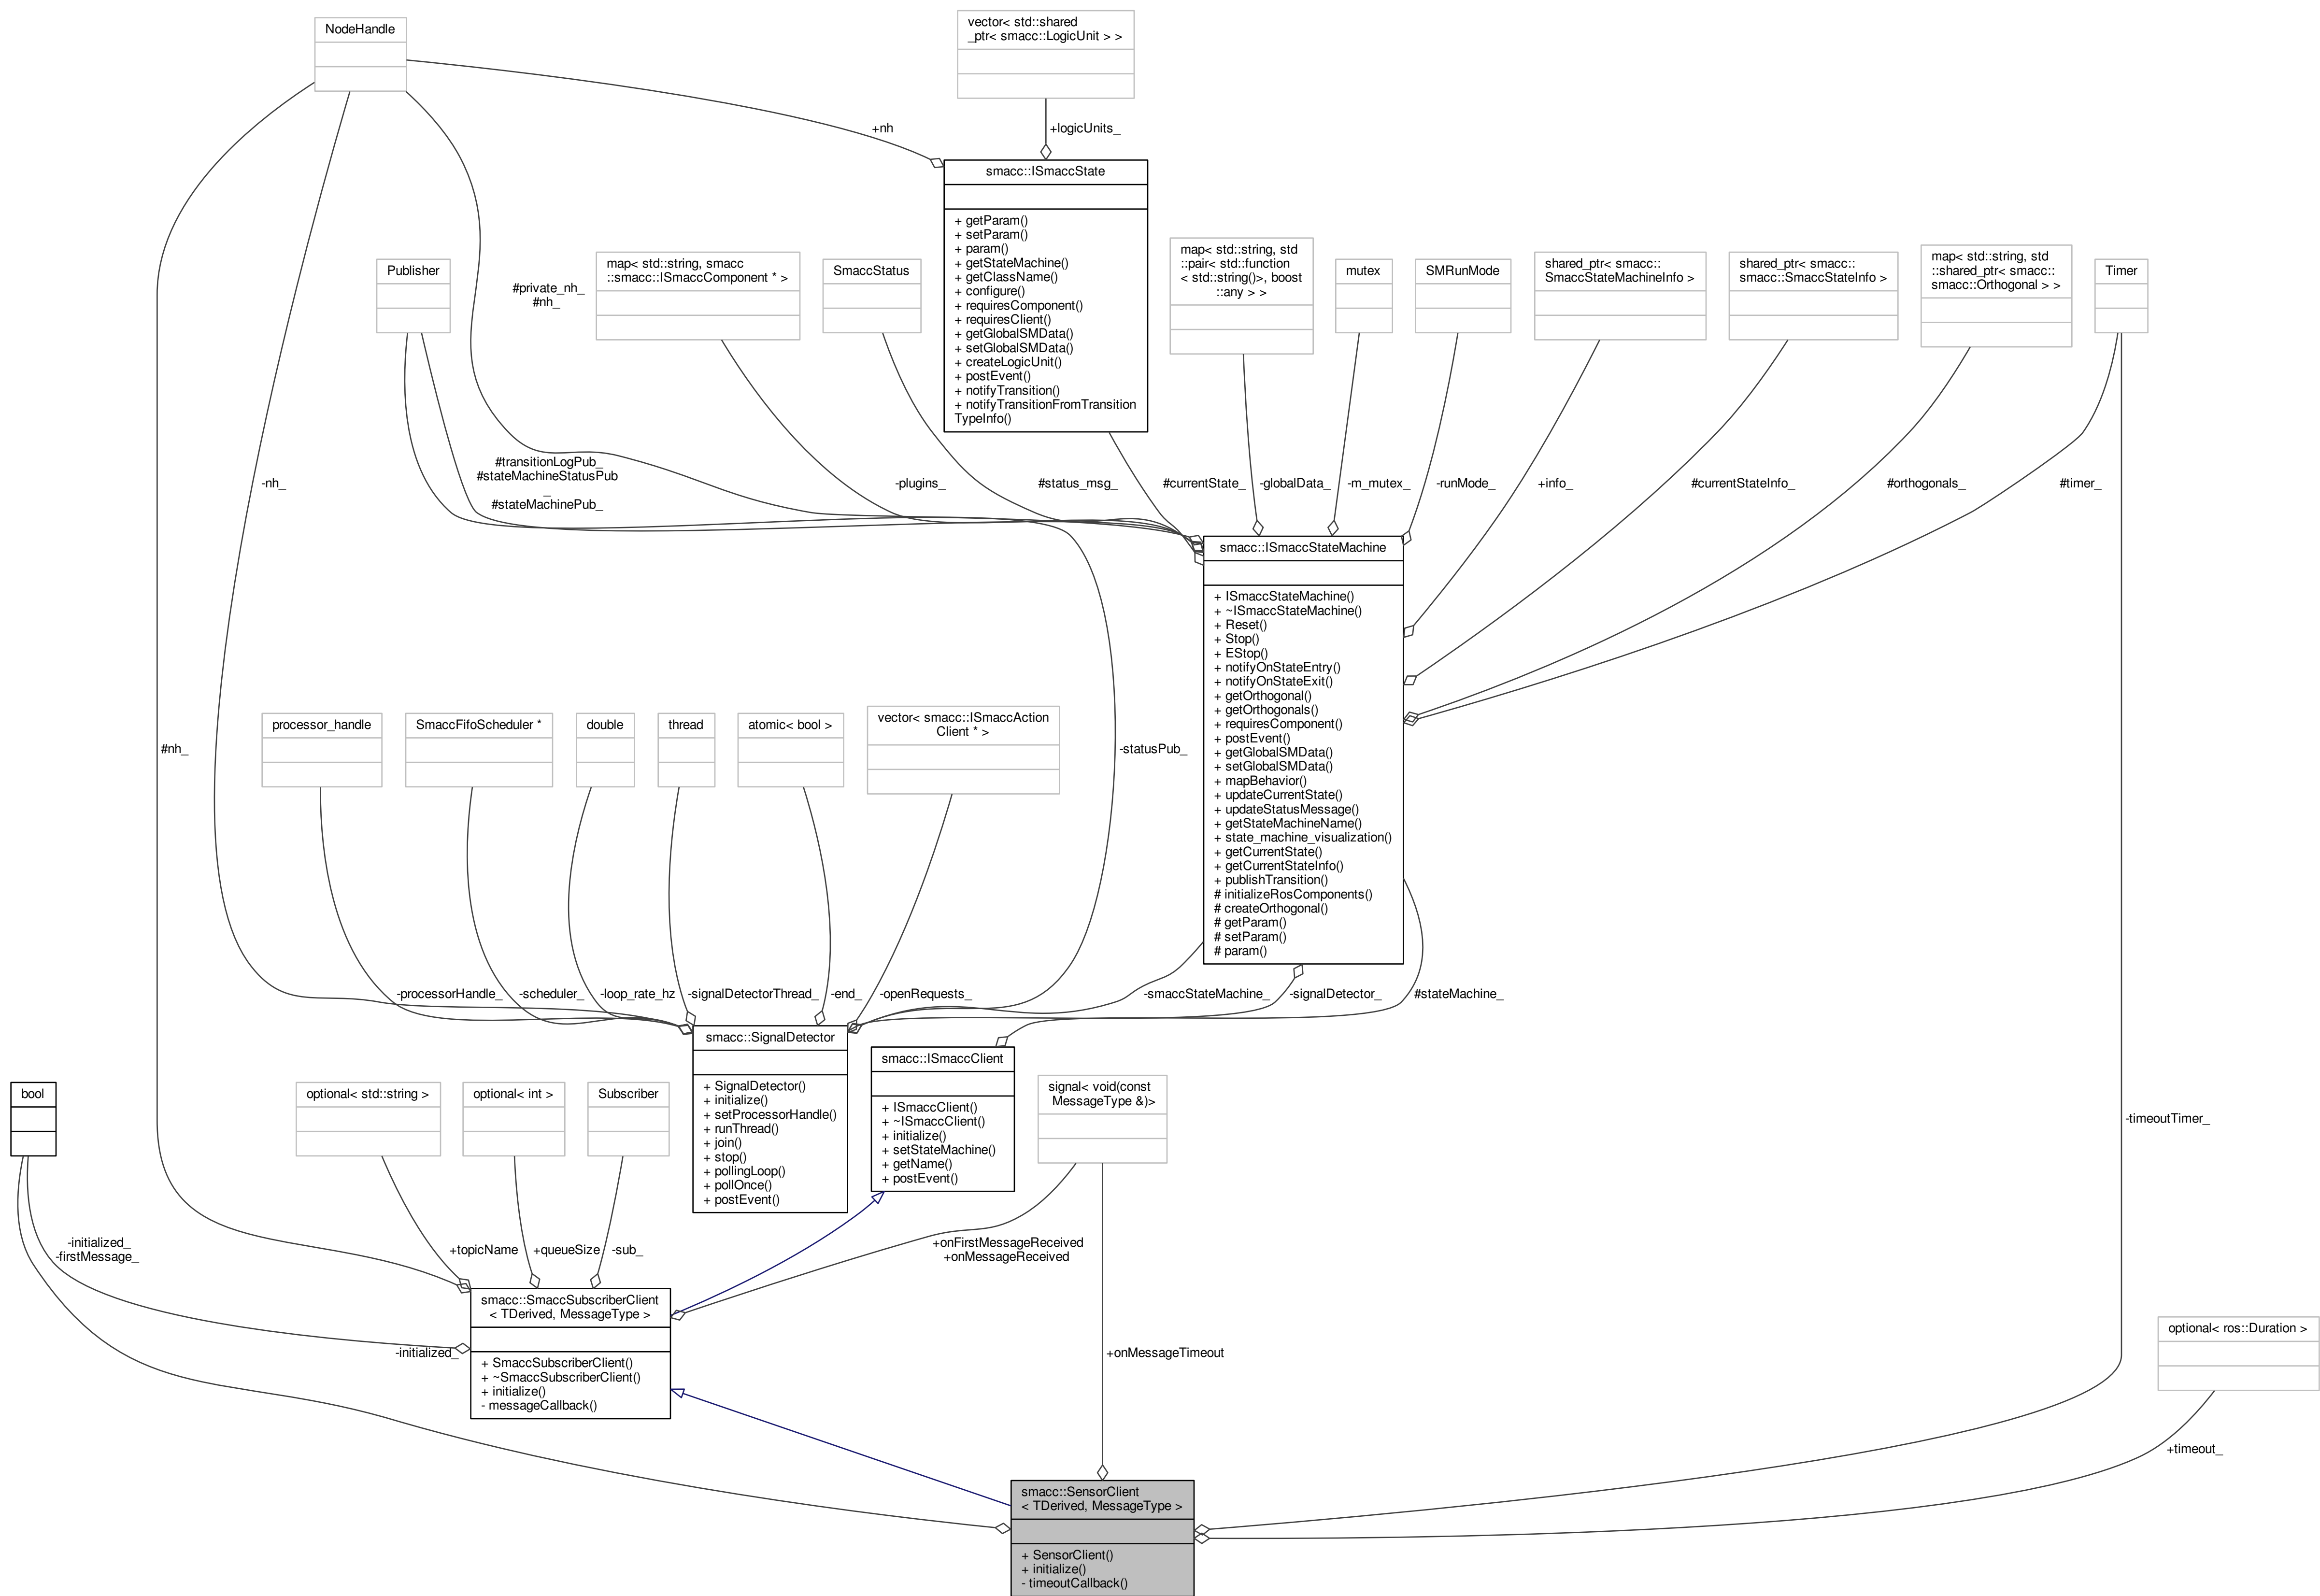 NodeHandle
vector< std::shared
_ptr< smacc::LogicUnit > >
+nh
+logicUnits_
smacc::ISmaccState
+ getParam()
+ setParam()
+ param()
+ getStateMachine()
+ getClassName()
+ configure()
+ requiresComponent()
+ requiresClient()
+ getGlobalSMData()
+ setGlobalSMData()
+ createLogicUnit()
+ postEvent()
+ notifyTransition()
+ notifyTransitionFromTransition
TypeInfo()
Publisher
#private_nh_
#nh_
map< std::string, smacc
::smacc::ISmaccComponent * >
SmaccStatus
map< std::string, std
::pair< std::function
< std::string()>, boost
::any > >
mutex
SMRunMode
shared_ptr< smacc::
SmaccStateMachineInfo >
shared_ptr< smacc::
smacc::SmaccStateInfo >
map< std::string, std
::shared_ptr< smacc::
smacc::Orthogonal > >
Timer
-nh_
#transitionLogPub_
#stateMachineStatusPub
_
#stateMachinePub_
-plugins_
#status_msg_
#currentState_
-globalData_
-m_mutex_
-runMode_
+info_
#currentStateInfo_
#orthogonals_
#timer_
smacc::ISmaccStateMachine
+ ISmaccStateMachine()
+ ~ISmaccStateMachine()
+ Reset()
+ Stop()
+ EStop()
+ notifyOnStateEntry()
+ notifyOnStateExit()
+ getOrthogonal()
+ getOrthogonals()
+ requiresComponent()
+ postEvent()
+ getGlobalSMData()
+ setGlobalSMData()
+ mapBehavior()
+ updateCurrentState()
+ updateStatusMessage()
+ getStateMachineName()
+ state_machine_visualization()
+ getCurrentState()
+ getCurrentStateInfo()
+ publishTransition()
# initializeRosComponents()
# createOrthogonal()
# getParam()
# setParam()
# param()
#nh_
processor_handle
SmaccFifoScheduler *
double
thread
atomic< bool >
vector< smacc::ISmaccAction
Client * >
-statusPub_
-processorHandle_
-scheduler_
-loop_rate_hz
-signalDetectorThread_
-end_
-openRequests_
-smaccStateMachine_
-signalDetector_
#stateMachine_
smacc::SignalDetector
+ SignalDetector()
+ initialize()
+ setProcessorHandle()
+ runThread()
+ join()
+ stop()
+ pollingLoop()
+ pollOnce()
+ postEvent()
smacc::ISmaccClient
+ ISmaccClient()
+ ~ISmaccClient()
+ initialize()
+ setStateMachine()
+ getName()
+ postEvent()
signal< void(const
MessageType &)>
bool
optional< std::string >
optional< int >
Subscriber
-timeoutTimer_
-initialized_
-firstMessage_
+topicName
+queueSize
-sub_
+onFirstMessageReceived
+onMessageReceived
smacc::SmaccSubscriberClient
< TDerived, MessageType >
+ SmaccSubscriberClient()
+ ~SmaccSubscriberClient()
+ initialize()
- messageCallback()
-initialized_
+onMessageTimeout
optional< ros::Duration >
+timeout_
smacc::SensorClient
< TDerived, MessageType >
+ SensorClient()
+ initialize()
- timeoutCallback()